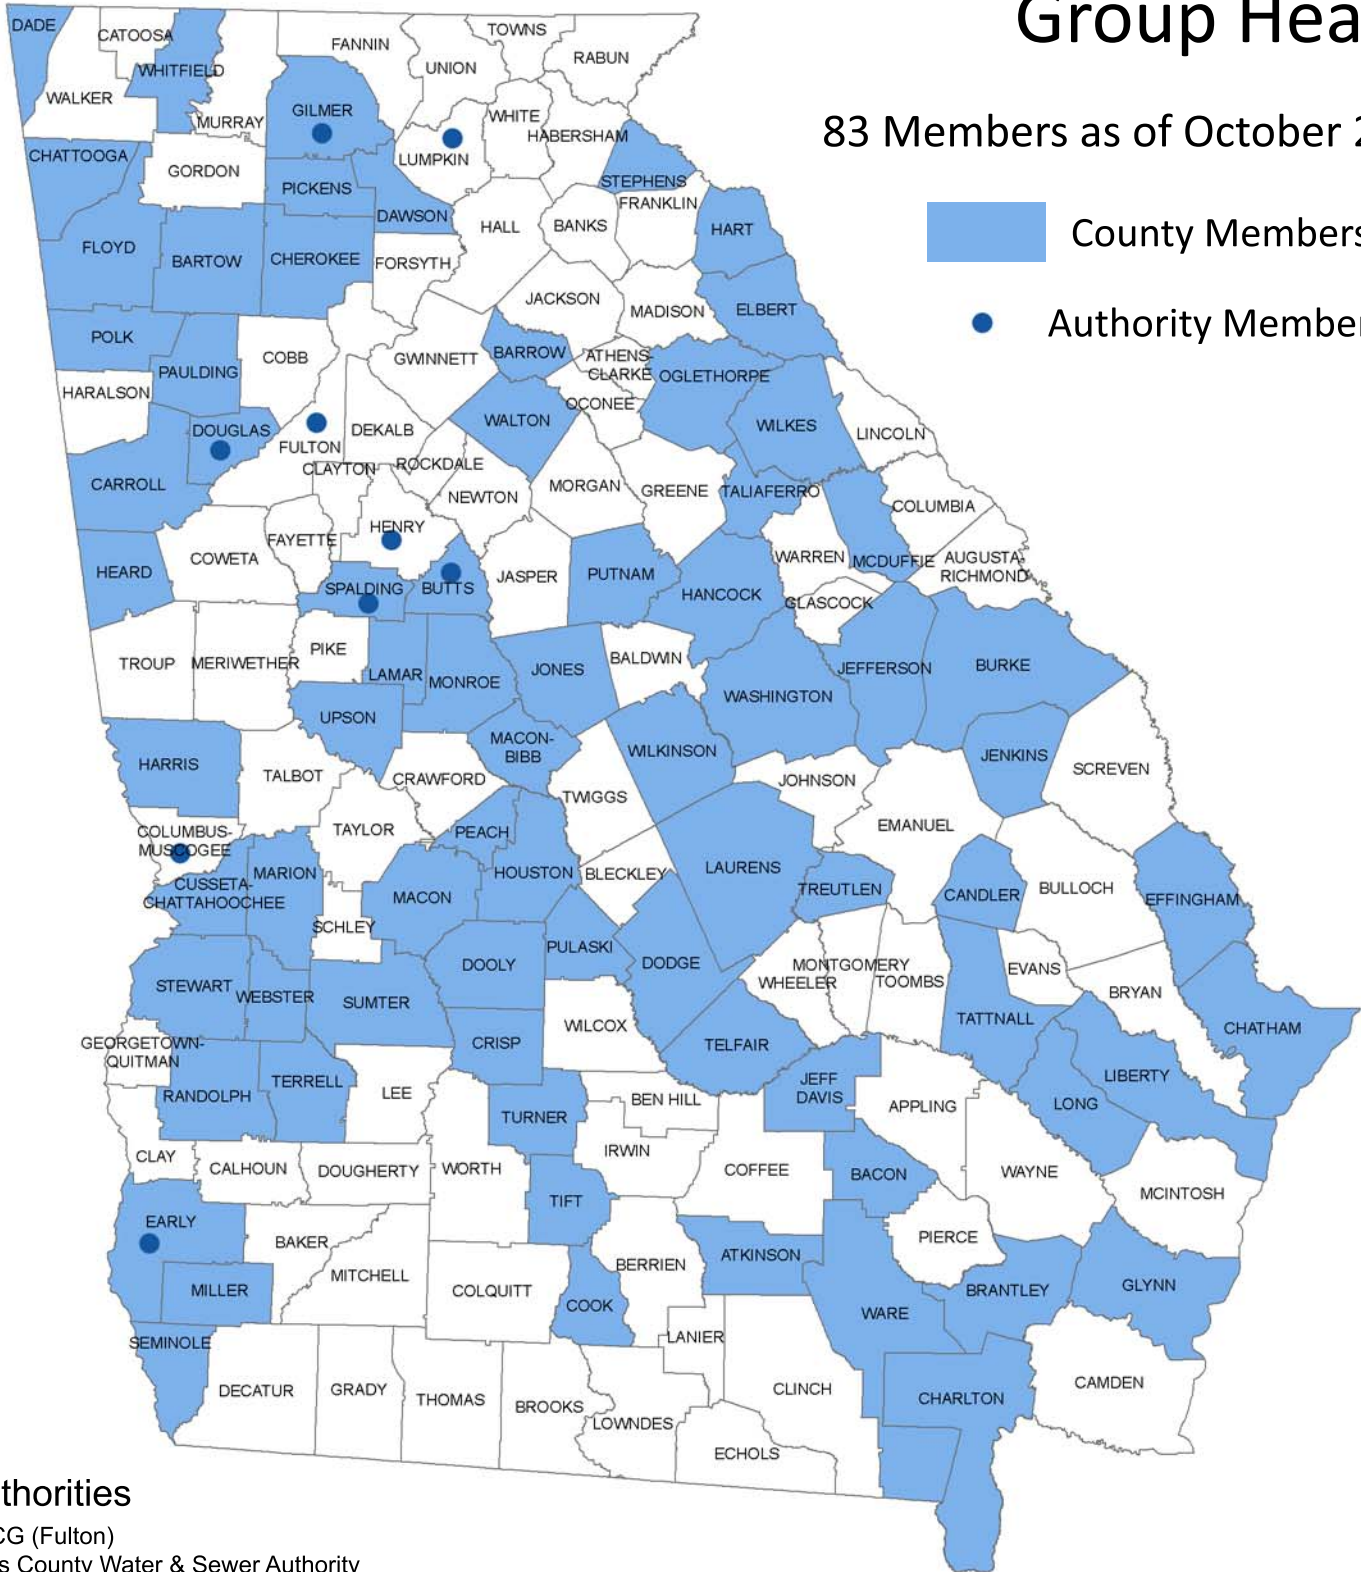 Group Hea
83 Members as of October 2
County Members
Authority Member
DADE
CATOOSA
WHITFIELD
WALKER
MURRAY
FANNIN
GILMER
UNION
TOWNS
RABUN
WHITE
HABERSHAM
LUMPKIN
STEPHENS
CHATTOOGA
GORDON
PICKENS
DAWSON
FRANKLIN
HALL
BANKS
HART
FLOYD
BARTOW
CHEROKEE
FORSYTH
JACKSON
MADISON
ELBERT
POLK
PAULDING
COBB
GWINNETT
BARROW
ATHENS-
CLARKE
OGLETHORPE
HARALSON
OCONEE
WALTON
WILKES
LINCOLN
DOUGLAS
FULTON
DEKALB
CLAYTON
ROCKDALE
CARROLL
NEWTON
MORGAN
GREENE
TALIAFERRO
COLUMBIA
FAYETTE
HENRY
COWETA
HEARD
SPALDING
BUTTS
JASPER
PUTNAM
HANCOCK
WARREN
MCDUFFIE
AUGUSTA-
RICHMOND
GLASCOCK
TROUP
MERIWETHER
PIKE
LAMAR
MONROE
JONES
BALDWIN
WASHINGTON
JEFFERSON
BURKE
UPSON
MACON-
BIBB
WILKINSON
JENKINS
SCREVEN
HARRIS
TALBOT
CRAWFORD
TWIGGS
JOHNSON
EMANUEL
COLUMBUS-
MUSCOGEE
TAYLOR
PEACH
HOUSTON
BLECKLEY
LAURENS
TREUTLEN
CANDLER
BULLOCH
EFFINGHAM
CUSSETA-
CHATTAHOOCHEE
MARION
MACON
SCHLEY
PULASKI
DODGE
DOOLY
STEWART
WEBSTER
SUMTER
WHEELER
MONTGOMERY
TOOMBS
EVANS
BRYAN
TATTNALL
CHATHAM
GEORGETOWN-
QUITMAN
CRISP
WILCOX
TELFAIR
RANDOLPH
TERRELL
LEE
TURNER
BEN HILL
JEFF
DAVIS
APPLING
LONG
LIBERTY
CLAY
CALHOUN
DOUGHERTY
WORTH
IRWIN
COFFEE
BACON
WAYNE
MCINTOSH
TIFT
EARLY
BAKER
MITCHELL
COLQUITT
BERRIEN
ATKINSON
PIERCE
BRANTLEY
GLYNN
MILLER
COOK
WARE
SEMINOLE
LANIER
DECATUR
GRADY
THOMAS
BROOKS
LOWNDES
CLINCH
ECHOLS
CHARLTON
CAMDEN
thorities
CG (Fulton)
s County Water & Sewer Authority